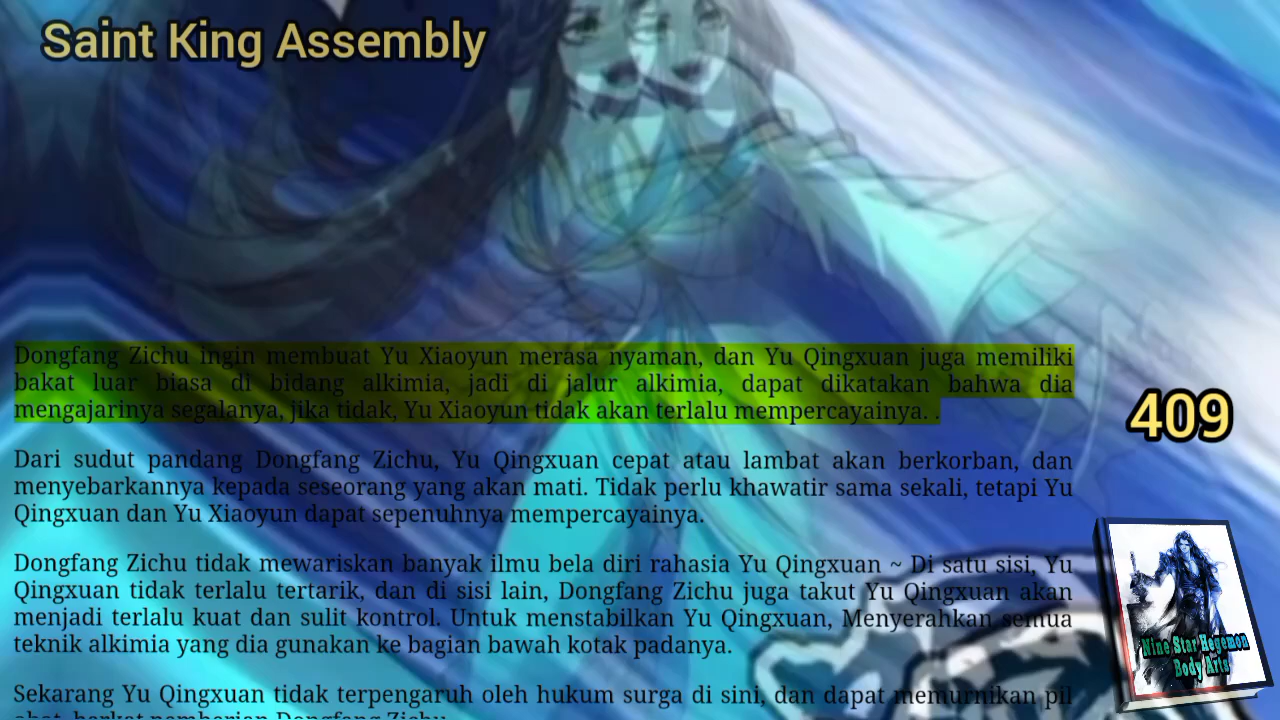 Saint King Assembly
Dongfang Zichu ingin membuat Yu Xiaoyun merasa nyaman, dan Yu Qingxuan juga memiliki
bakat luar biasa di bidang alkimia, jadi di jalur alkimia, dapat dikatakan bahwa dia
mengajarinya segalanya, jika tidak, Yu Xiaoyun tidak akan terlalu mempercayainya. .
409
Dari sudut pandang Dongfang Zichu, Yu Qingxuan cepat atau lambat akan berkorban, dan
menyebarkannya kepada seseorang yang akan mati. Tidak perlu khawatir sama sekali, tetapi Yu
Qingxuan dan Yu Xiaoyun dapat sepenuhnya mempercayainya.
Dongfang Zichu tidak mewariskan banyak ilmu bela diri rahasia Yu Qingxuan ~ Di satu sisi, Yu
Qingxuan tidak terlalu tertarik, dan di sisi lain, Dongfang Zichu juga takut Yu Qingxuan akan
menjadi terlalu kuat dan sulit kontrol. Untuk menstabilkan Yu Qingxuan, Menyerahkan semua
teknik alkimia yang dia gunakan ke bagian bawah kotak padanya.
Sekarang Yu Qingxuan tidak terpengaruh oleh hukum surga di sini, dan dapat memurnikan pil
obat, berkat pemberian Dongfang Zichu.
Nine Star Hegemon
Body Arts